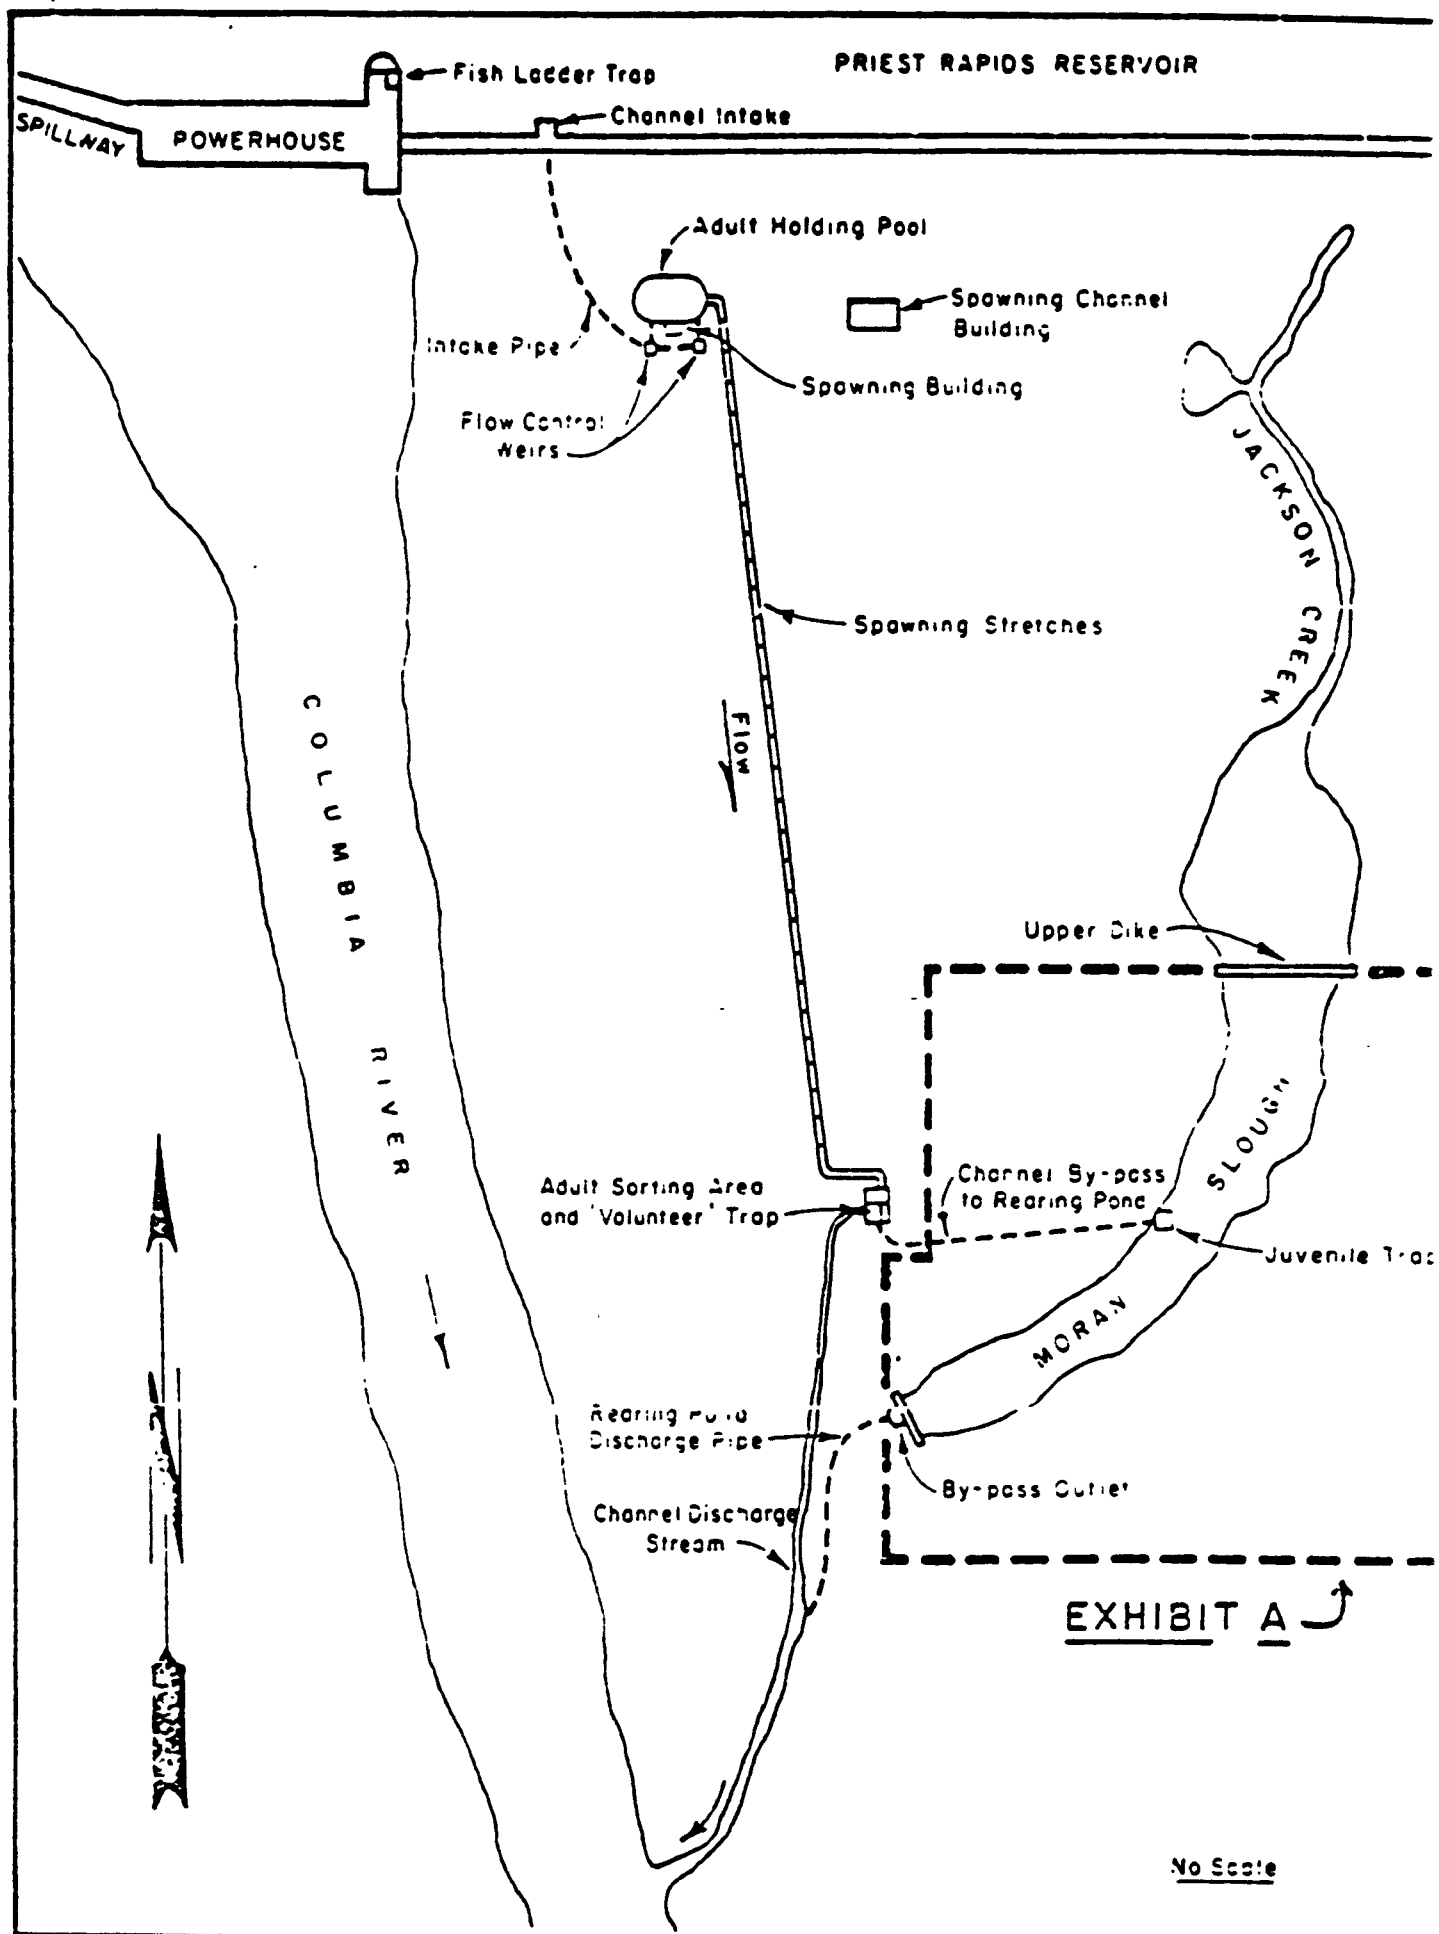 PRIEST RAPIDS RESERVOIR
Fish Ladder Trap
Channel Intake
SPILLWAY
POWERHOUSE
Adult Holding Pool
Spawning Channel
Building
Intake Pipe
Spawning Building
Flow Control
Weirs
JACKSON CREEK
Spawning Stretches
Flow
COLUMBIA RIVER
Upper Dike
SLOUGH
Channel By-pass
to Rearing Pond
Adult Sorting Area
and 'Volunteer' Trap
Juvenile Trap
MORAN
Rearing Pond
Discharge Pipe
By-pass Outlet
Channel Discharge
Stream
EXHIBIT A
No Scale